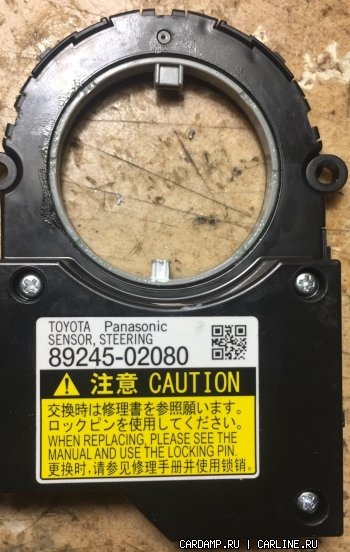 TOYOTA Panasonic
SENSOR, STEERING
89245-02080
注意 CAUTION
交換時は修理書を参照願います。
ロックピンを使用してください。
WHEN REPLACING, PLEASE SEE THE
MANUAL AND USE THE LOCKING PIN.
更换时,请参见修理手册并使用锁销。
CARDAMP.RU | CARLINE.RU